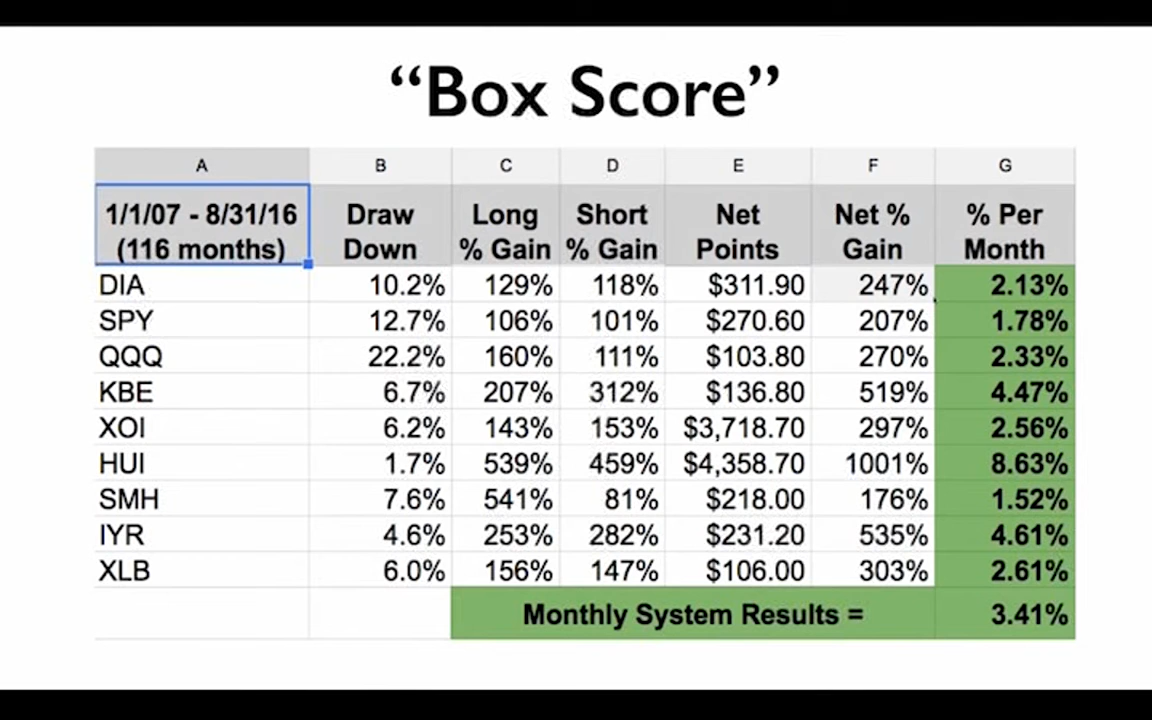 “Box Score”
A B C D E F G
1/1/07 - 8/31/16 (116 months) Draw Down Long % Gain Short % Gain Net Points Net % Gain % Per Month
DIA 10.2% 129% 118% $311.90 247% 2.13%
SPY 12.7% 106% 101% $270.60 207% 1.78%
QQQ 22.2% 160% 111% $103.80 270% 2.33%
KBE 6.7% 207% 312% $136.80 519% 4.47%
XOI 6.2% 143% 153% $3,718.70 297% 2.56%
HUI 1.7% 539% 459% $4,358.70 1001% 8.63%
SMH 7.6% 541% 81% $218.00 176% 1.52%
IYR 4.6% 253% 282% $231.20 535% 4.61%
XLB 6.0% 156% 147% $106.00 303% 2.61%
Monthly System Results = 3.41%